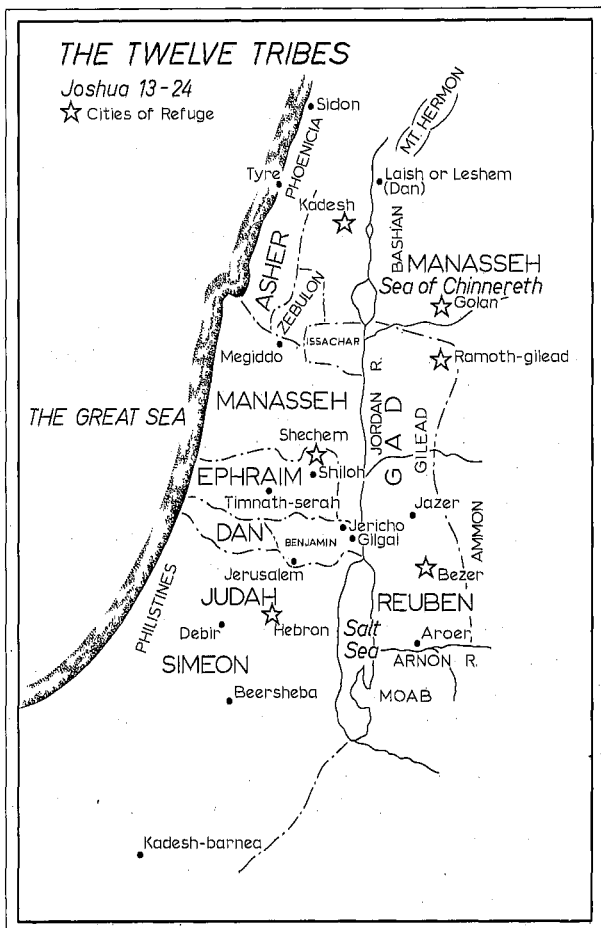 THE TWELVE TRIBES
Joshua 13-24
☆ Cities of Refuge
Sidon
MT. HERMON
PHOENICIA
Tyre
Laish or Leshem
(Dan)
Kadesh
BASHAN
ASHER
MANASSEH
Sea of Chinnereth
Golan
ZEBULON
ISSACHAR
Megiddo
Ramoth-gilead
R.
JORDAN
MANASSEH
GAD
GILEAD
THE GREAT SEA
Shechem
EPHRAIM
Shiloh
Timnath-serah
Jazer
DAN
BENJAMIN
Jericho
Gilgal
AMMON
Jerusalem
Bezer
JUDAH
REUBEN
PHILISTINES
Debir
Hebron
Salt
Sea
Aroer
ARNON R.
SIMEON
MOAB
Beersheba
Kadesh-barnea